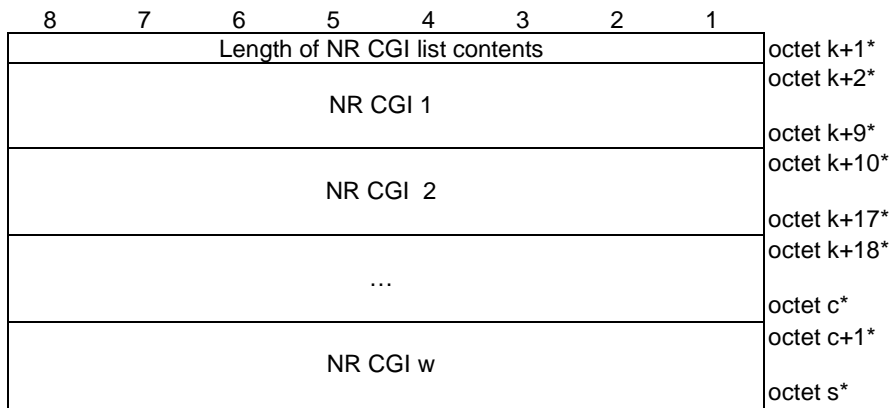 8 7 6 5 4 3 2 1
Length of NR CGI list contents octet k+1*
octet k+2*
NR CGI 1
octet k+9*
octet k+10*
NR CGI 2
octet k+17*
octet k+18*
…
octet c*
octet c+1*
NR CGI w
octet s*